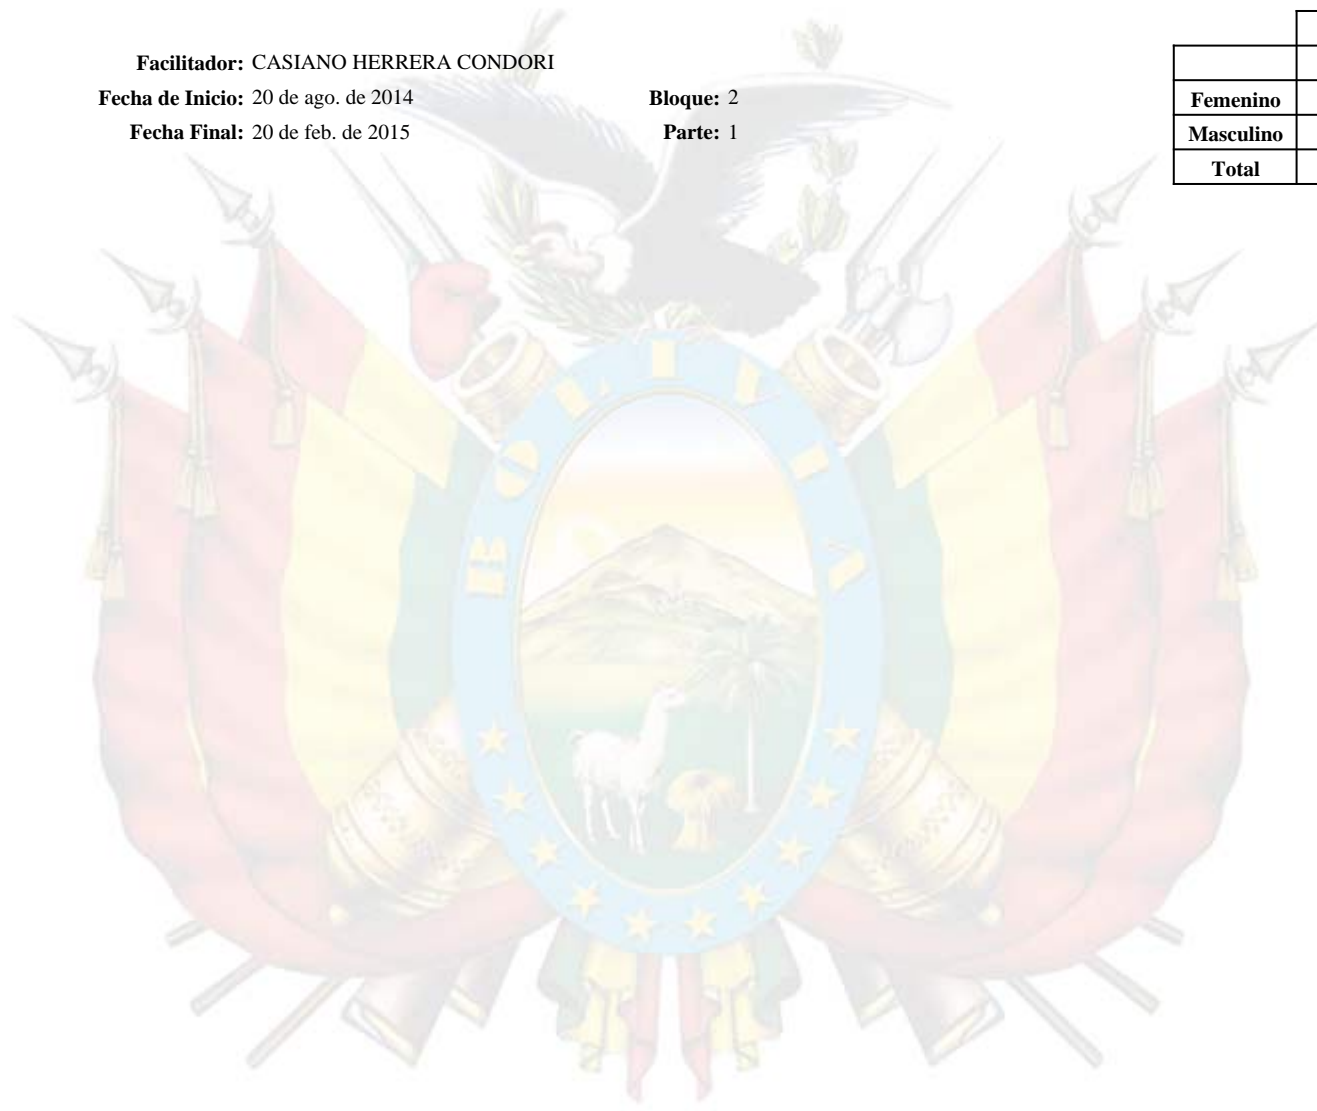 Facilitador: CASIANO HERRERA CONDORI
Fecha de Inicio: 20 de ago. de 2014 Bloque: 2
Fecha Final: 20 de feb. de 2015 Parte: 1
Femenino
Masculino
Total
BOLIVIA